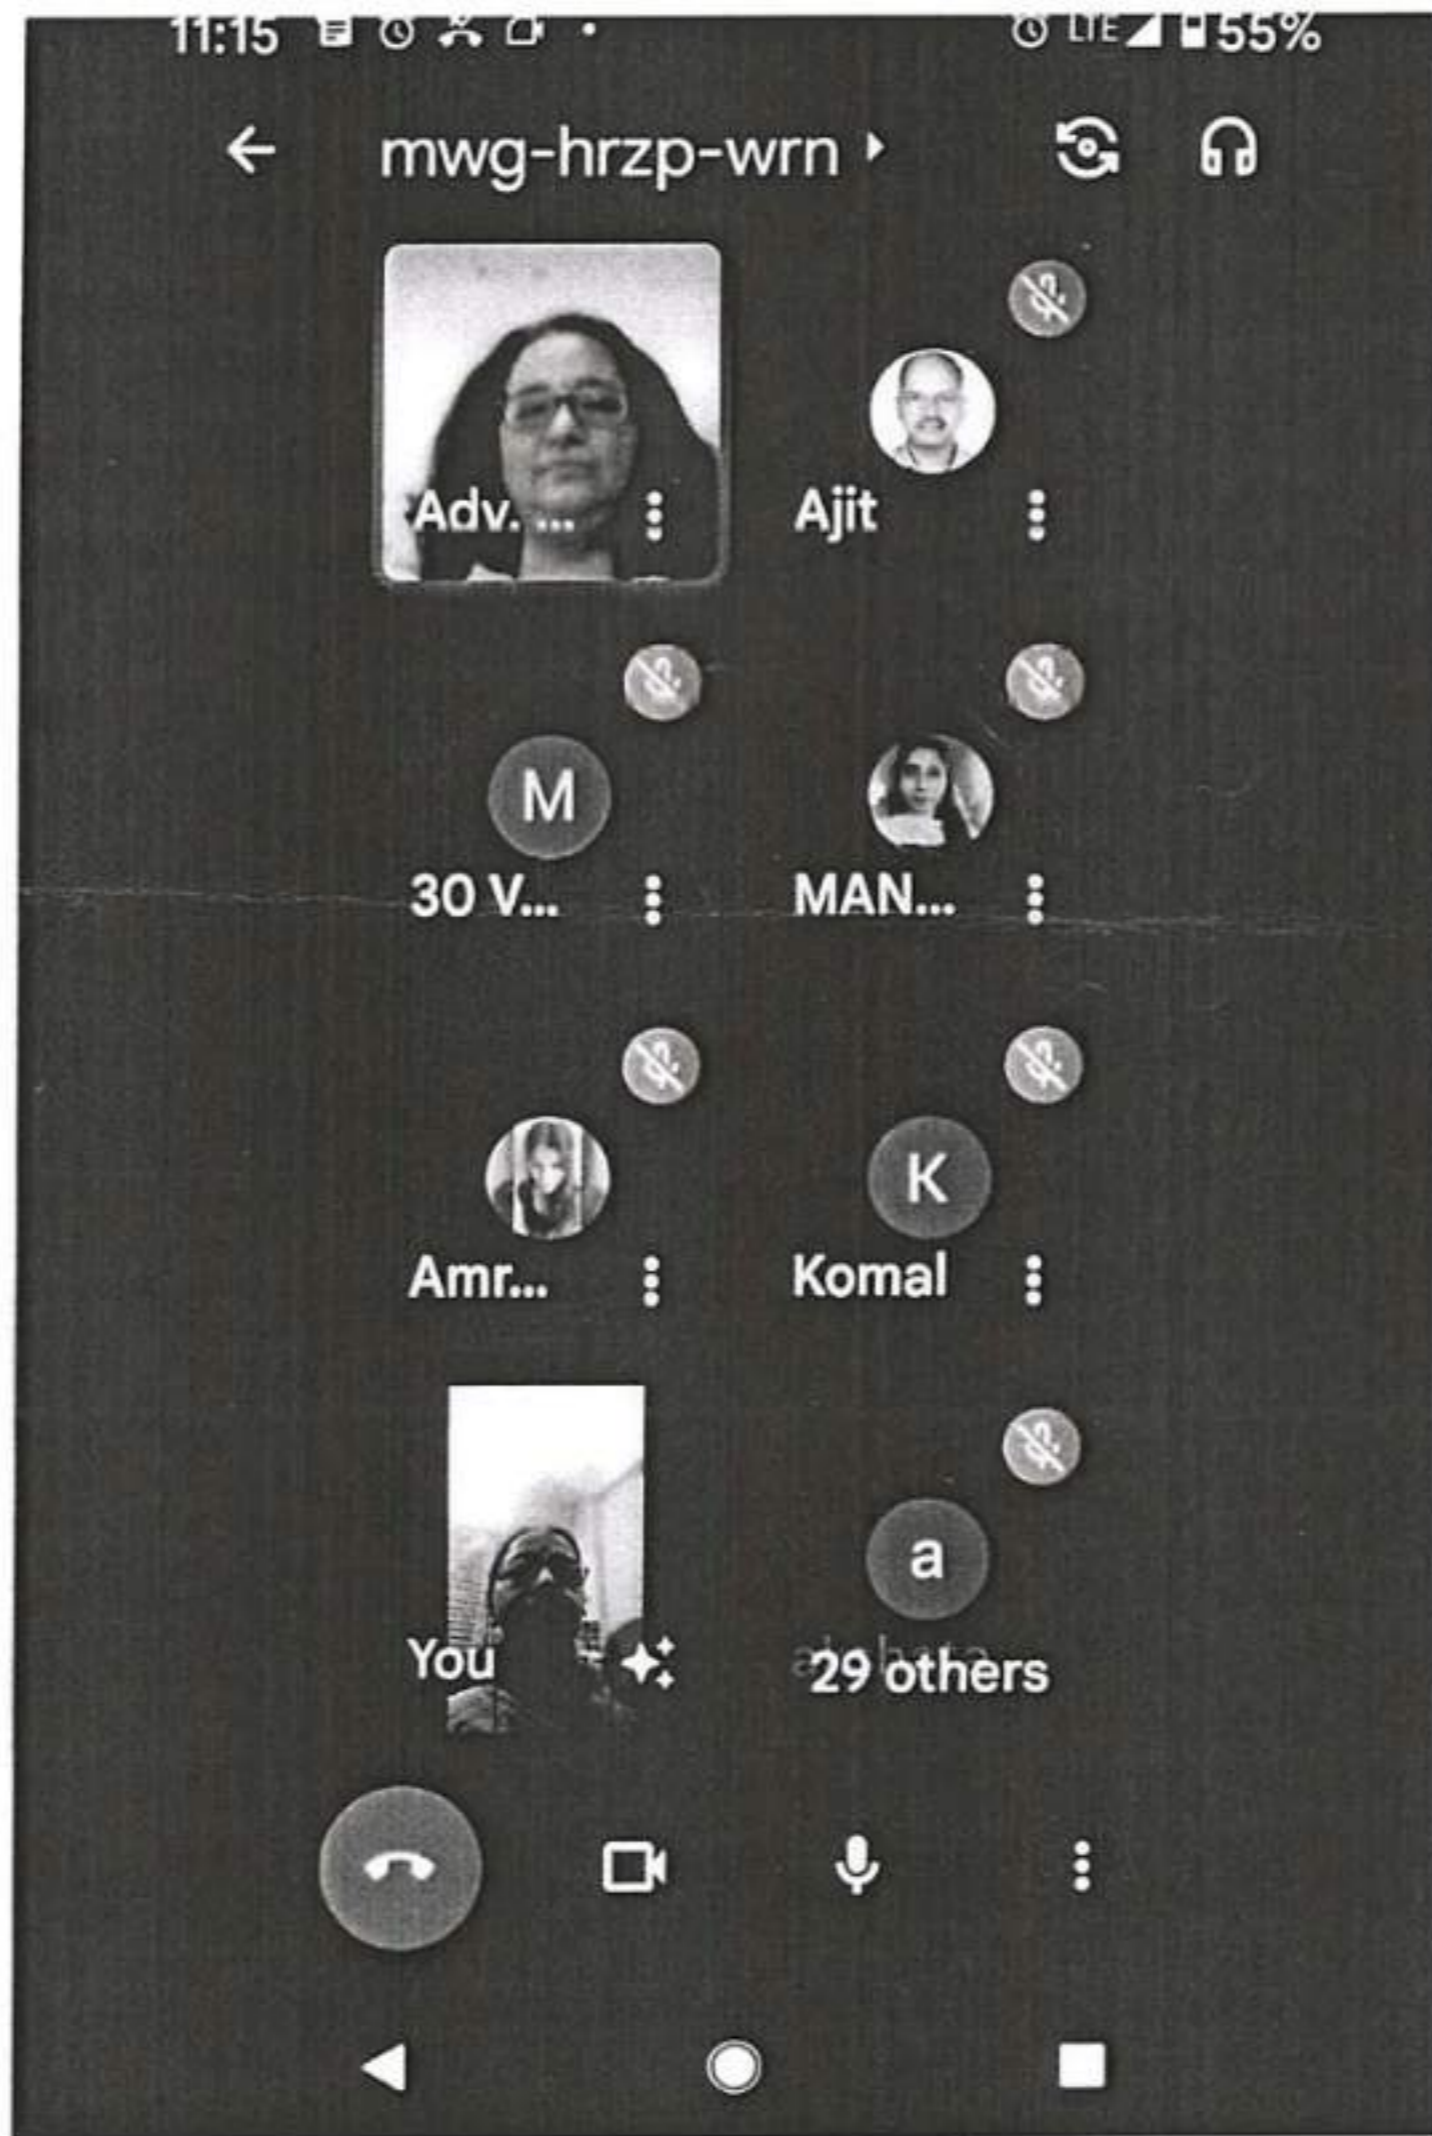 11:15 LTE 55%
mwg-hrzp-wrn
Adv. ... Ajit
M
30 V... MAN...
K
Amr... Komal
a
You 29 others